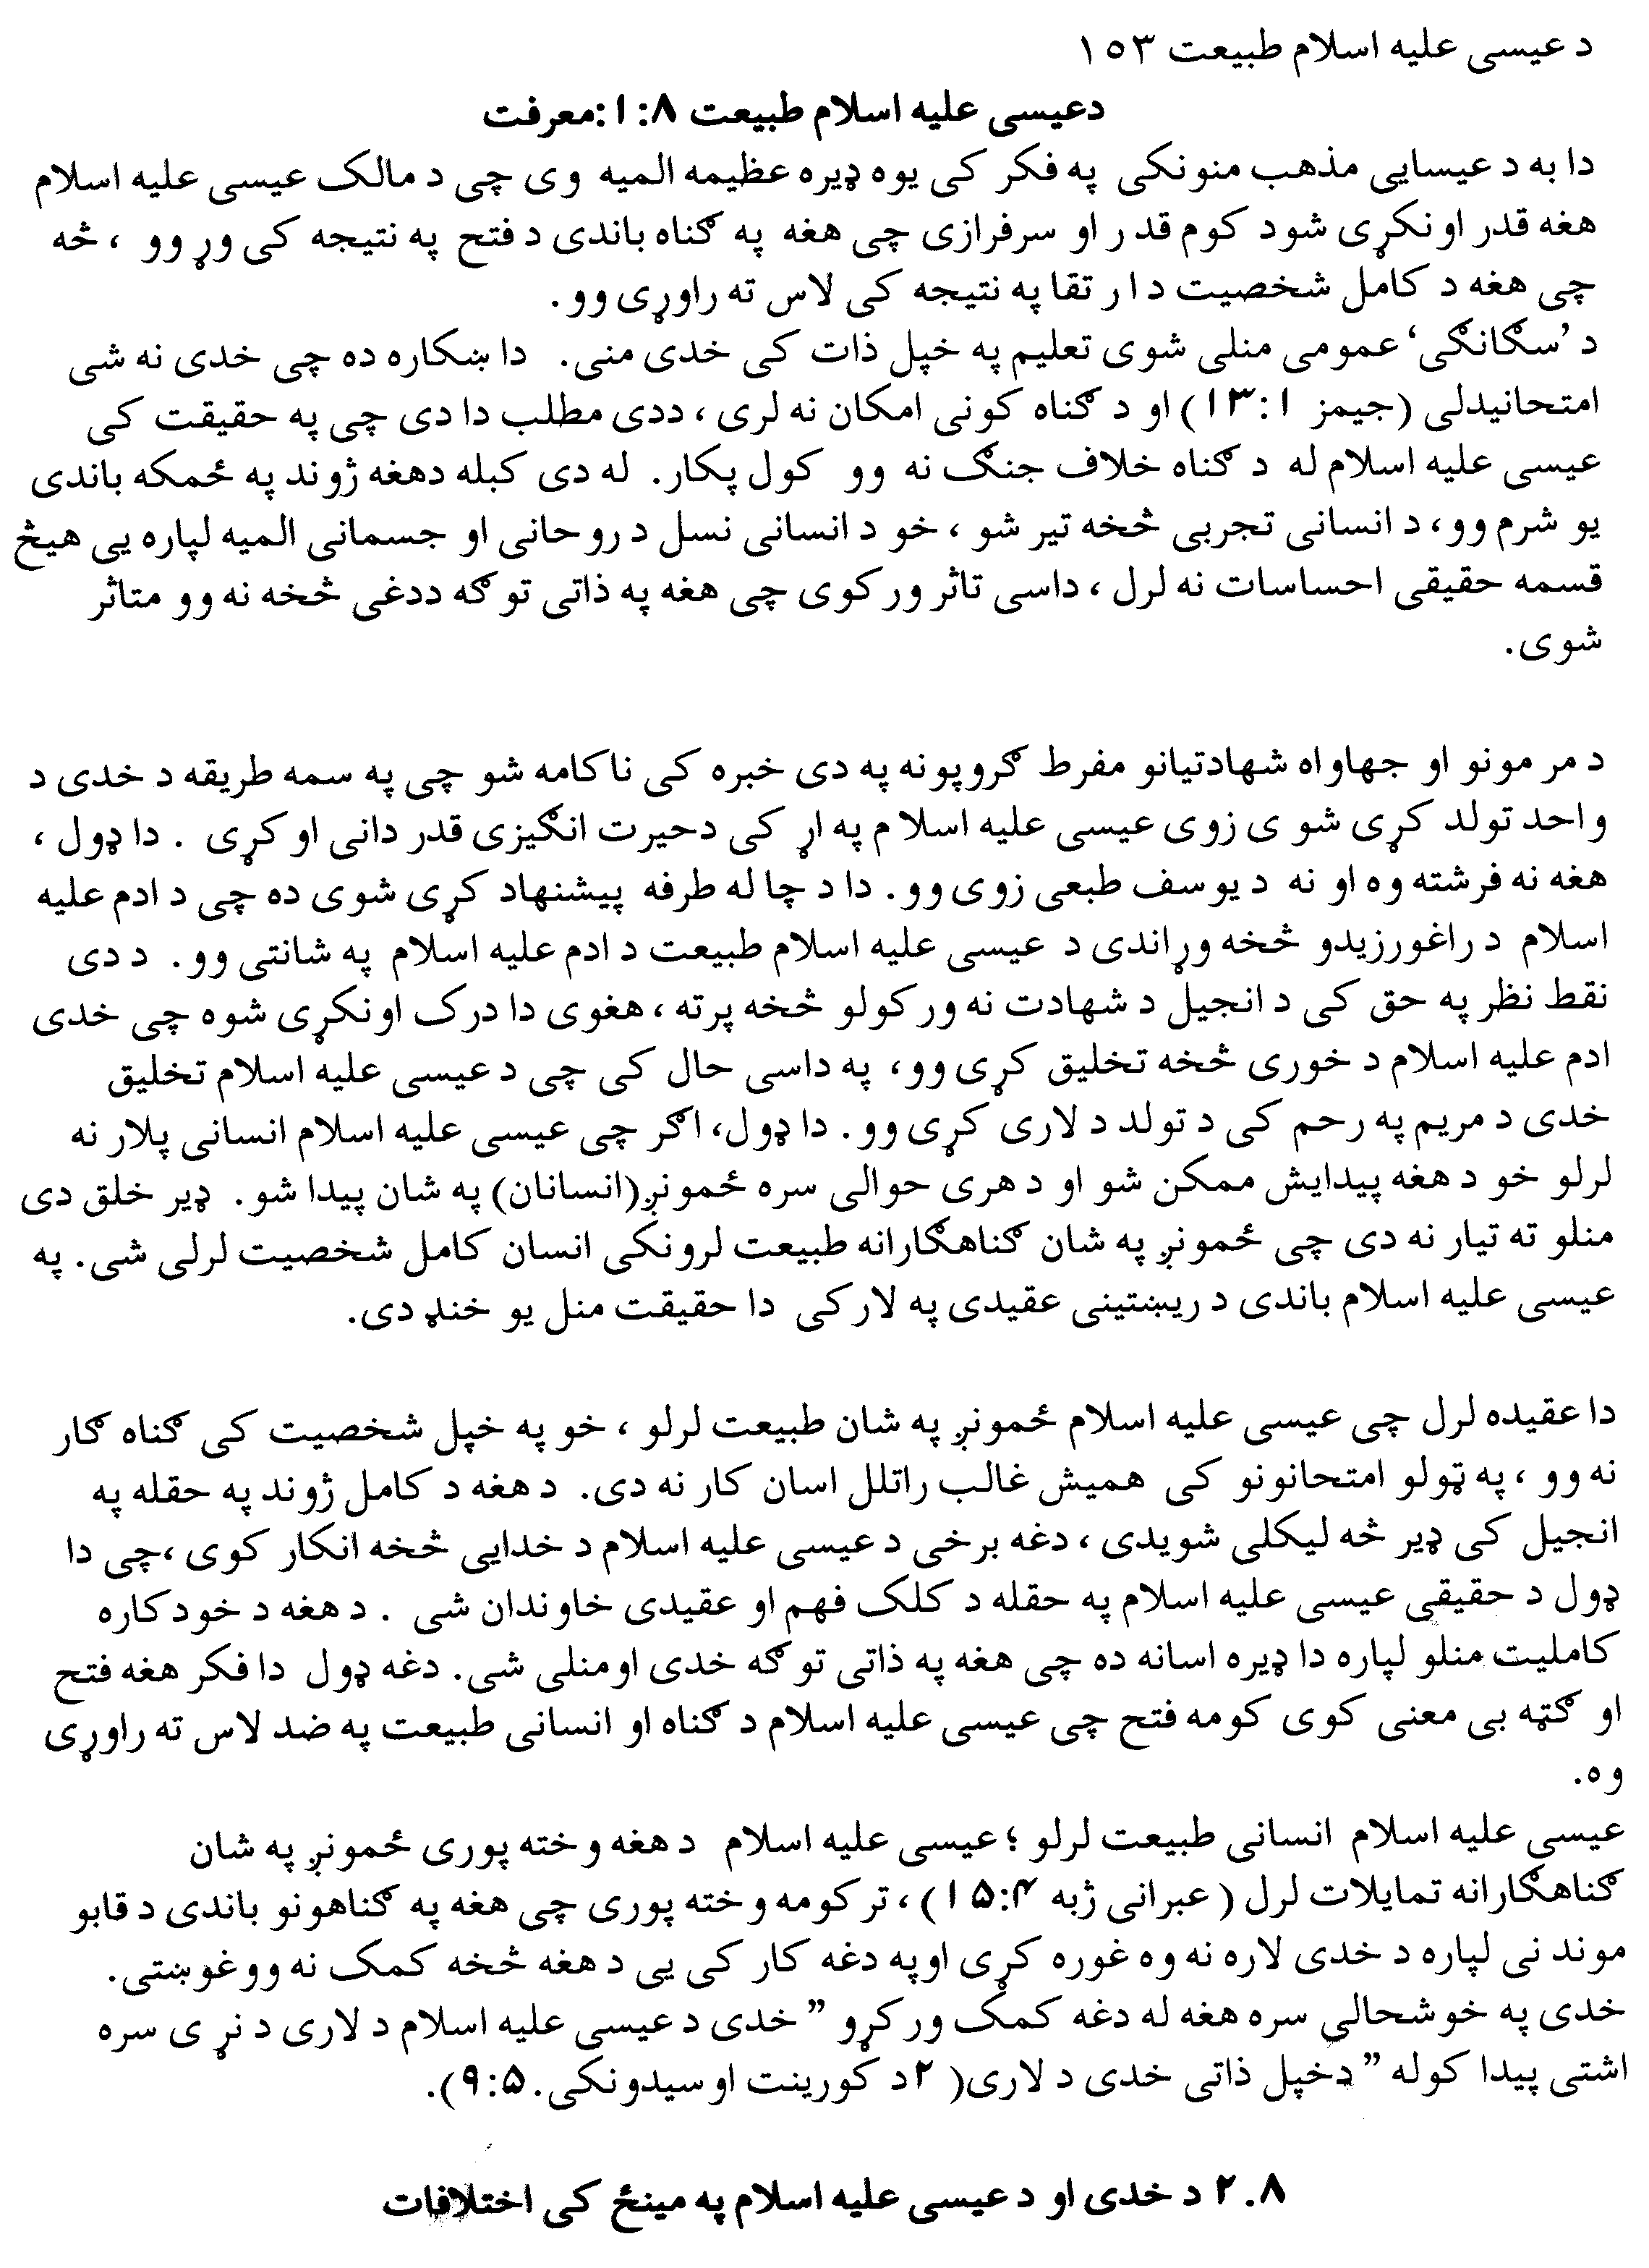 د عیسی علیه اسلام طبیعت ۱۵۳
دعیسی علیه اسلام طبیعت ۸:۱:معرفت
دا به د عیسایی مذهب منونکی په فکر کی یوه ډیره عظیمه المیه وی چی د مالک عیسی علیه اسلام
هغه قدر اونکړی شود کوم قدر او سرفرازی چی هغه په ګناه باندی د فتح په نتیجه کی وړ وو ، څه
چی هغه د کامل شخصیت د ارتقا په نتیجه کی لاس ته راوړی وو.
د ’سګانګی‘ عمومی منلی شوی تعلیم په خپل ذات کی خدی منی. دا ښکاره ده چی خدی نه شی
امتحانیدلی (جیمز ۱۳:۱) او د ګناه کونی امکان نه لری، ددی مطلب دا دی چی په حقیقت کی
عیسی علیه اسلام له د ګناه خلاف جنګ نه وو کول پکار. له دی کبله دهغه ژوند په ځمکه باندی
یو شرم وو، د انسانی تجربی څخه تیر شو ، خو د انسانی نسل د روحانی او جسمانی المیه لپاره یی هیڅ
قسمه حقیقی احساسات نه لرل ، داسی تاثر ورکوی چی هغه په ذاتی توګه ددغی څخه نه وو متاثر
شوی.
د مرمونو او جهاواه شهادتیانو مفرط ګروپونه په دی خبره کی ناکامه شو چی په سمه طریقه د خدی د
واحد تولد کړی شوی زوی عیسی علیه اسلام په اړ کی دحیرت انګیزی قدر دانی اوکړی . دا ډول ،
هغه نه فرشته وه او نه د یوسف طبعی زوی وو. دا د چا له طرفه پیشنهاد کړی شوی ده چی د ادم علیه
اسلام د راغورزیدو څخه وړاندی د عیسی علیه اسلام طبیعت د ادم علیه اسلام په شانتی وو. د دی
نقط نظر په حق کی د انجیل د شهادت نه ورکولو څخه پرته ، هغوی دا درک اونکړی شوه چی خدی
ادم علیه اسلام د خوری څخه تخلیق کړی وو، په داسی حال کی چی د عیسی علیه اسلام تخلیق
خدی د مریم په رحم کی د تولد د لاری کړی وو. دا ډول، اګر چی عیسی علیه اسلام انسانی پلار نه
لرلو خو د هغه پیدایش ممکن شو او د هری حوالی سره ځمونږ(انسانان) په شان پیدا شو. ډیر خلق دی
منلو ته تیار نه دی چی ځمونږ په شان ګناهګارانه طبیعت لرونکی انسان کامل شخصیت لرلی شی. په
عیسی علیه اسلام باندی د ریښتینی عقیدی په لارکی دا حقیقت منل یو خنډ دی.
دا عقیده لرل چی عیسی علیه اسلام ځمونږ په شان طبیعت لرلو ، خو په خپل شخصیت کی ګناه ګار
نه وو ، په ټولو امتحانونو کی همیش غالب راتلل اسان کار نه دی. د هغه د کامل ژوند په حقله په
انجیل کی ډیر څه لیکلی شویدی ، دغه برخی د عیسی علیه اسلام د خدایی څخه انکار کوی ،چی دا
ډول د حقیقی عیسی علیه اسلام په حقله د کلک فهم او عقیدی خاوندان شی . د هغه د خودکاره
کاملیت منلو لپاره دا ډیره اسانه ده چی هغه په ذاتی توګه خدی اومنلی شی. دغه ډول دا فکر هغه فتح
او ګټه بی معنی کوی کومه فتح چی عیسی علیه اسلام د ګناه او انسانی طبیعت په ضد لاس ته راوړی
وه.
عیسی علیه اسلام انسانی طبیعت لرلو ؛ عیسی علیه اسلام د هغه وخته پوری ځمونږ په شان
ګناهګارانه تمایلات لرل ( عبرانی ژبه ۱۵:۴) ، ترکومه وخته پوری چی هغه په ګناهونو باندی د قابو
موندنی لپاره د خدی لاره نه وه غوره کړی اوپه دغه کار کی یی د هغه څخه کمک نه ووغوښتی.
خدی په خوشحالی سره هغه له دغه کمک ورکړو ” خدی د عیسی علیه اسلام د لاری د نړی سره
اشتی پیدا کوله ” دخپل ذاتی خدی د لاری( ۲د کورینت اوسیدونکی.۹:۵).
۲.۸ د خدی او د عیسی علیه اسلام په مینځ کی اختلافات